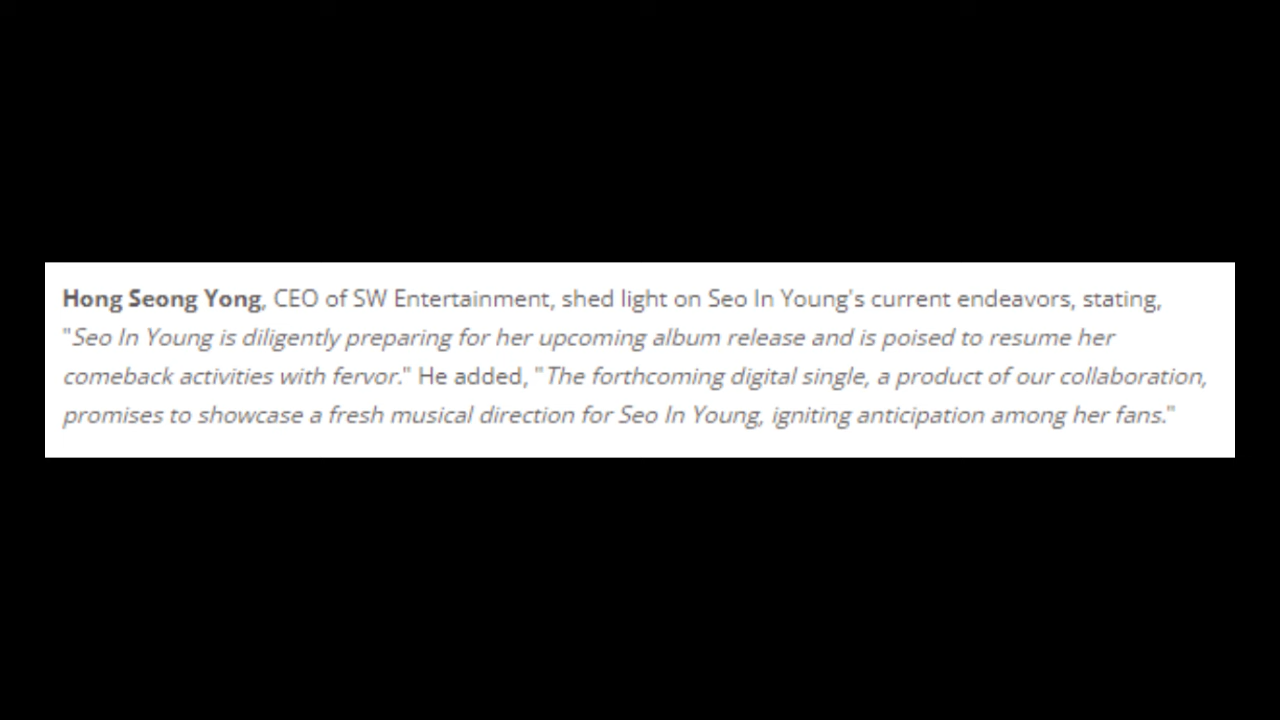 Hong Seong Yong, CEO of SW Entertainment, shed light on Seo In Young's current endeavors, stating,
"Seo In Young is diligently preparing for her upcoming album release and is poised to resume her
comeback activities with fervor." He added, "The forthcoming digital single, a product of our collaboration,
promises to showcase a fresh musical direction for Seo In Young, igniting anticipation among her fans."